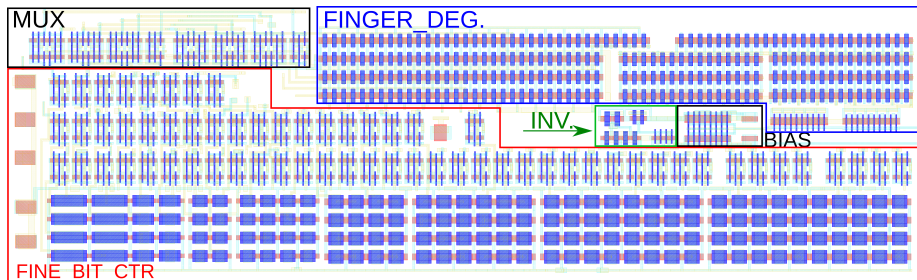 MUX
FINGER_DEG.
INV.
BIAS
FINE_BIT_CTR